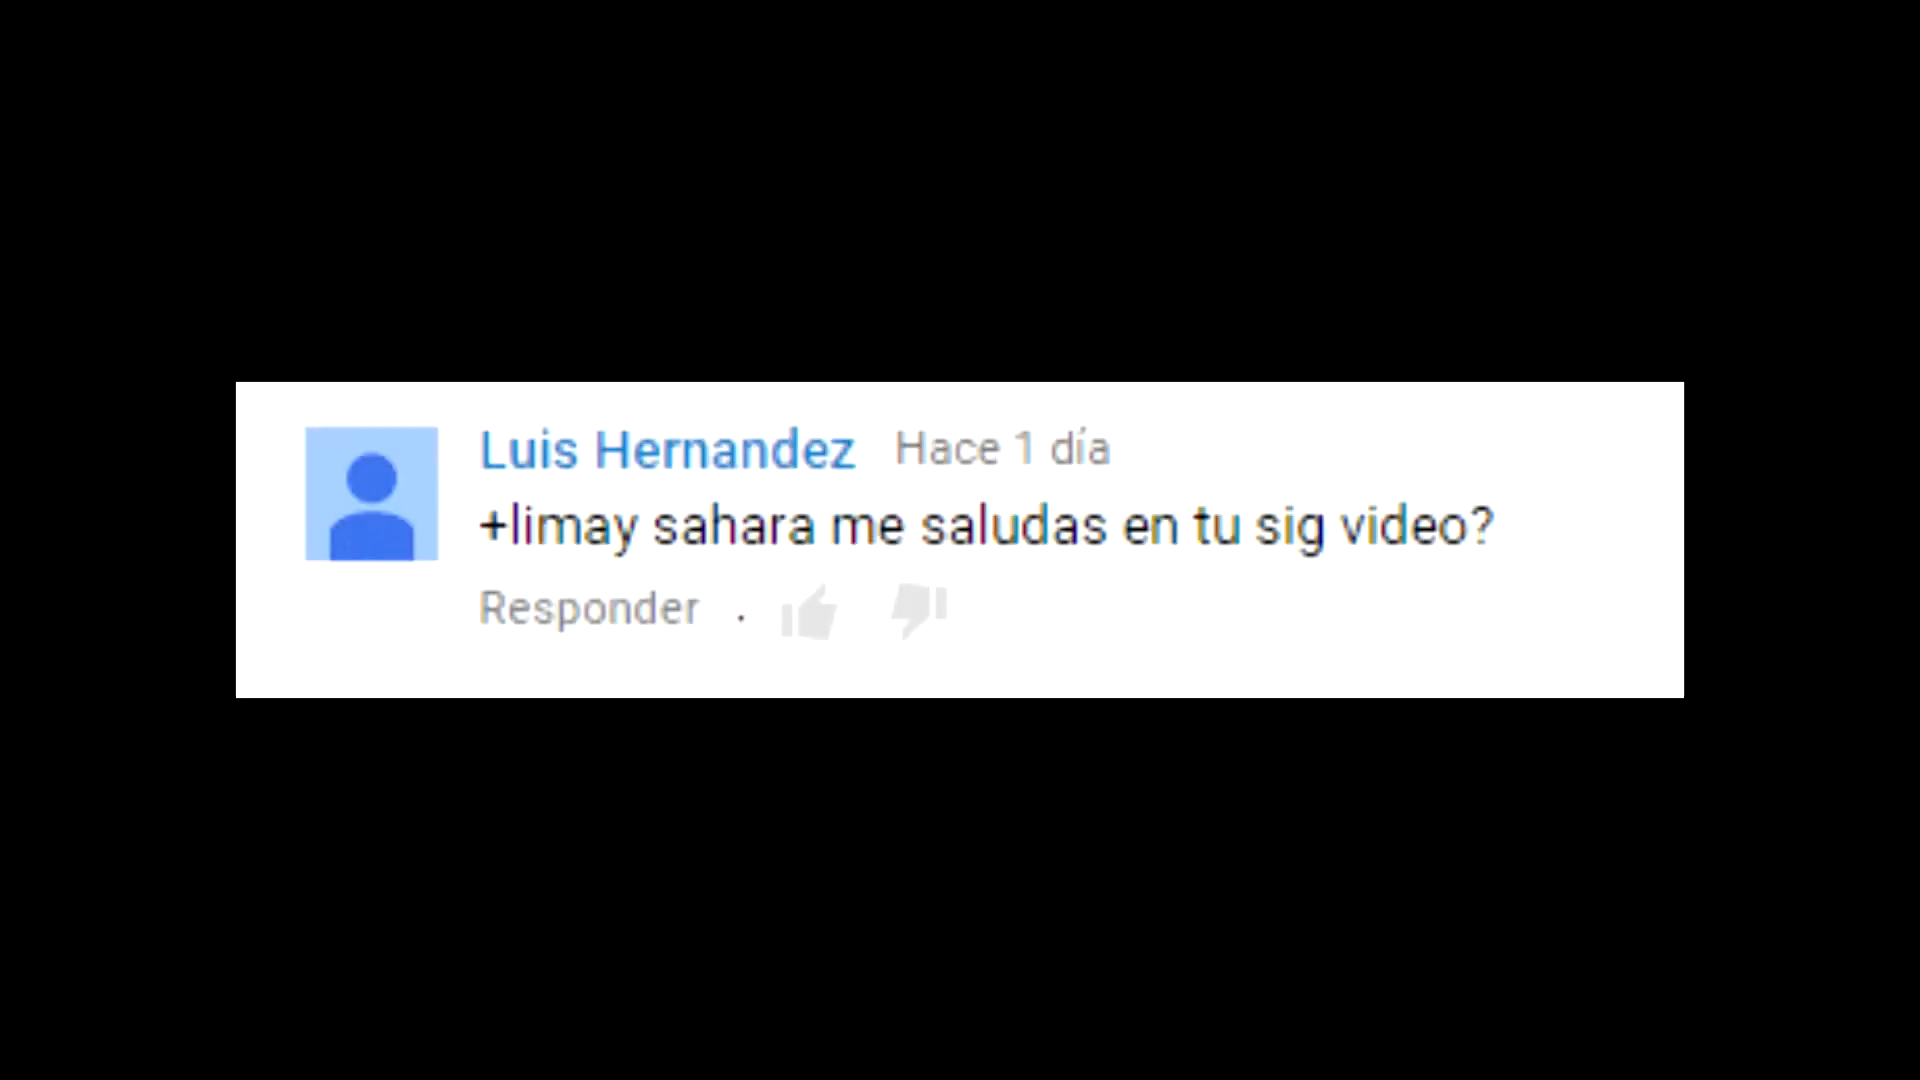 Luis Hernandez Hace 1 día
+limay sahara me saludas en tu sig video?
Responder .